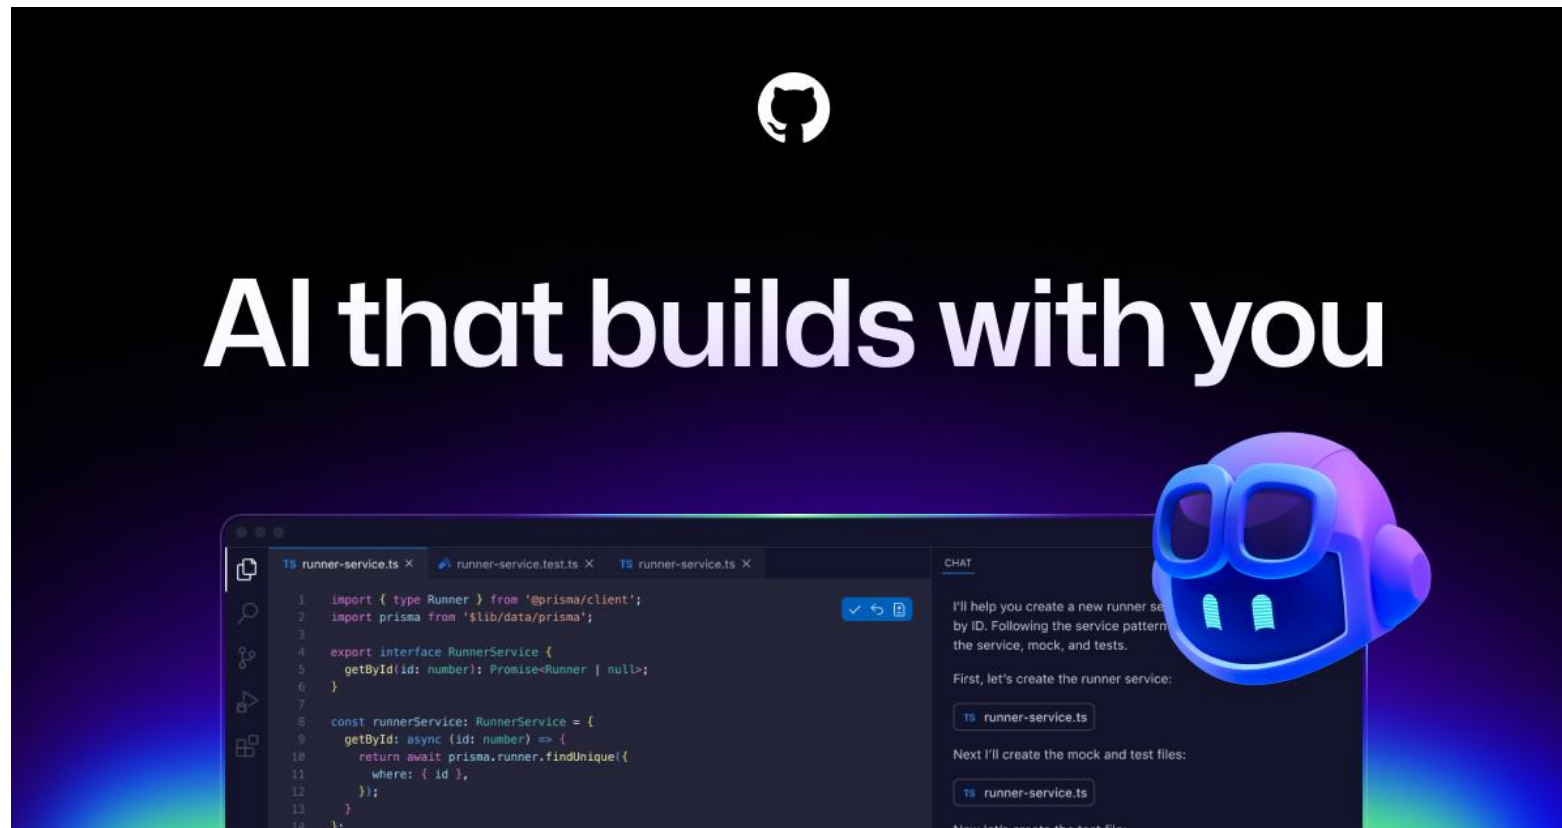 AI that builds with you
TS runner-service.ts ×
runner-service.test.ts ×
TS runner-service.ts ×
1 import { type Runner } from '@prisma/client';
2 import prisma from '$lib/data/prisma';
3
4 export interface RunnerService {
5 getById(id: number): Promise<Runner | null>;
6 }
7
8 const runnerService: RunnerService = {
9 getById: async (id: number) => {
10 return await prisma.runner.findUnique({
11 where: { id },
12 });
13 }
14 };
CHAT
I'll help you create a new runner
by ID. Following the service pattern
the service, mock, and tests.
First, let's create the runner service:
TS runner-service.ts
Next I'll create the mock and test files:
TS runner-service.ts